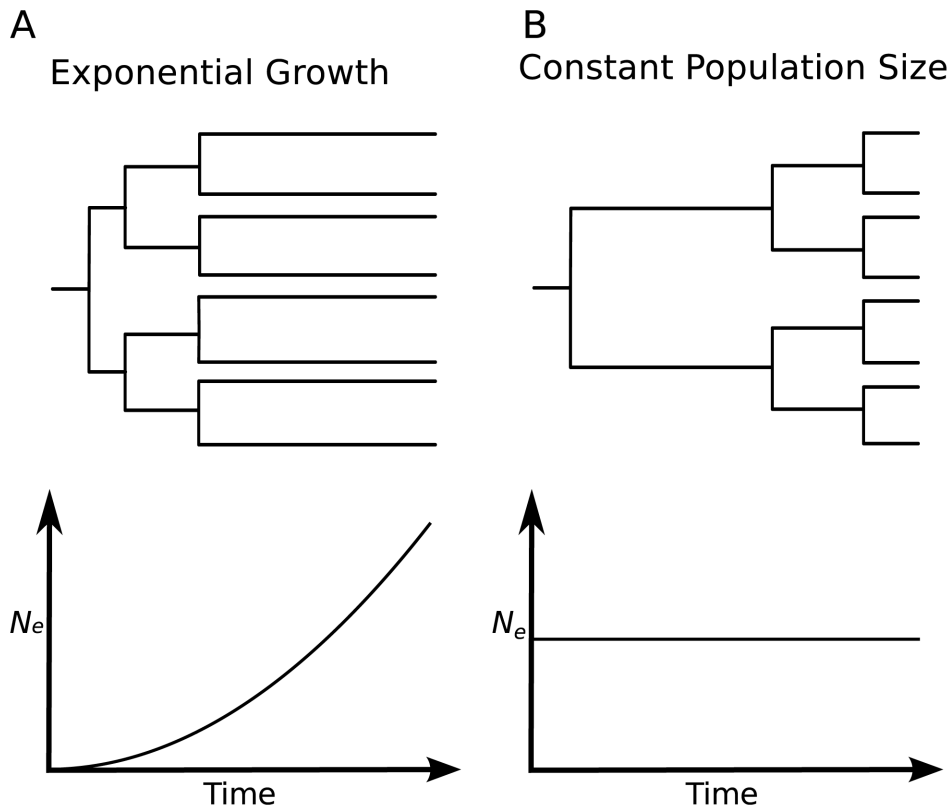 A
Exponential Growth
B
Constant Population Size
Ne
Time
Ne
Time